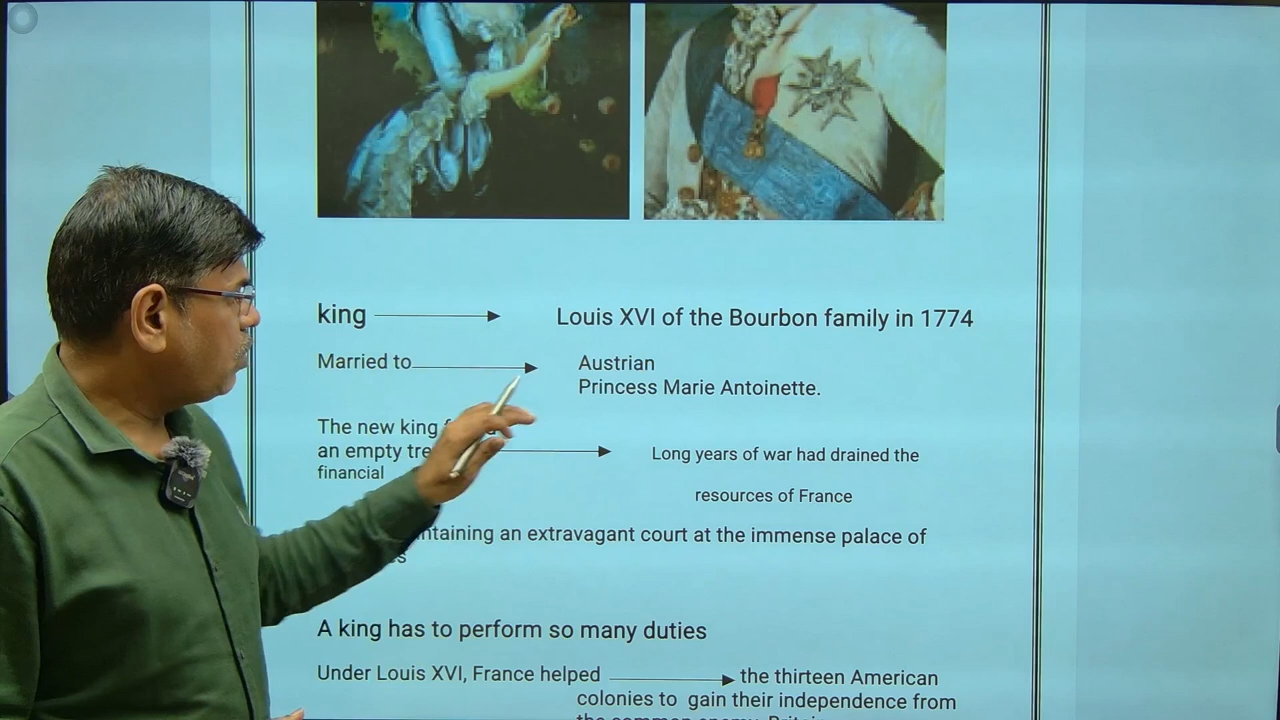 king Louis XVI of the Bourbon family in 1774
Married to Austrian
Princess Marie Antoinette.
The new king
an empty Long years of war had drained the
financial
resources of France
an extravagant court at the immense palace of
A king has to perform so many duties
Under Louis XVI, France helped the thirteen American
colonies to gain their independence from